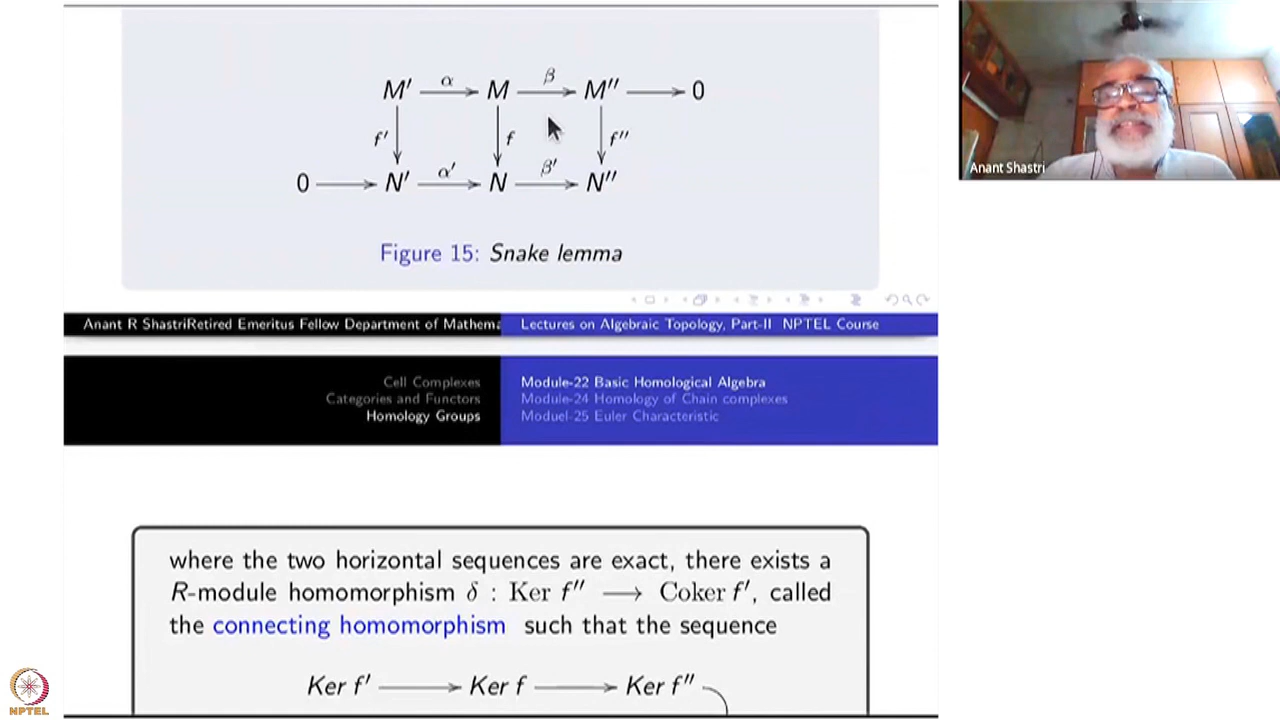 α β
M′ M M″ 0
f′ f f″
α′ β′
0 N′ N N″
Figure 15: Snake lemma
Anant R ShastriRetired Emeritus Fellow Department of Mathema Lectures on Algebraic Topology, Part-II NPTEL Course
Cell Complexes
Categories and Functors
Homology Groups
Module-22 Basic Homological Algebra
Module-24 Homology of Chain complexes
Moduel-25 Euler Characteristic
where the two horizontal sequences are exact, there exists a
R-module homomorphism δ : Ker f″ ⟶ Coker f′, called
the connecting homomorphism such that the sequence
Ker f′ Ker f Ker f″
Anant Shastri
NPTEL